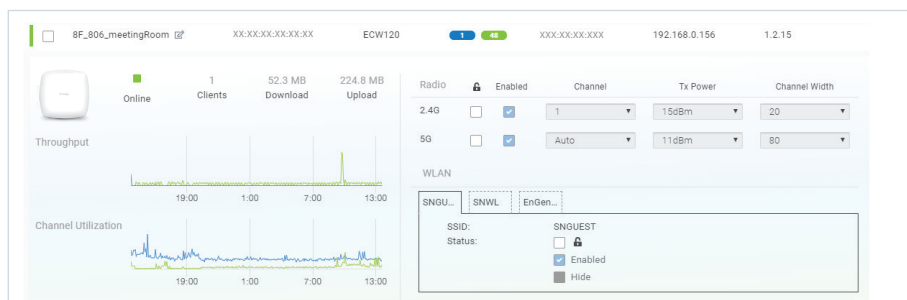 8F_806_meetingRoom XX:XX:XX:XX:XX:XX ECW120 1 48 XXX:XX:XX:XXX 192.168.0.156 1.2.15
1 52.3 MB 224.8 MB
Online Clients Download Upload
Radio Enabled Channel Tx Power Channel Width
2.4G 1 15dBm 20
5G Auto 11dBm 80
Throughput
19:00 1:00 7:00 13:00
WLAN
SNGU... SNWL EnGen...
Channel Utilization
19:00 1:00 7:00 13:00
SSID: SNGUEST
Status:
Enabled
Hide